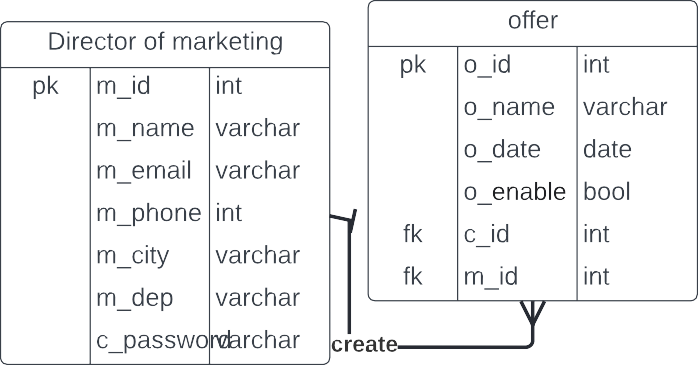 Director of marketing
pk m_id int
m_name varchar
m_email varchar
m_phone int
m_city varchar
m_dep varchar
c_password varchar
offer
pk o_id int
o_name varchar
o_date date
o_enable bool
fk c_id int
fk m_id int
create